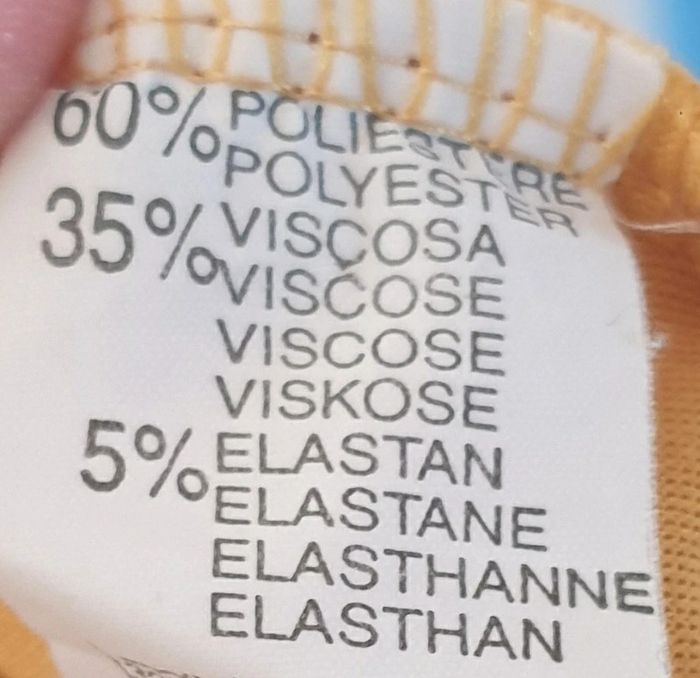 60% POLIESTERE
POLYESTER
35% VISCOSA
VISCOSE
VISCOSE
VISKOSE
5% ELASTAN
ELASTANE
ELASTHANNE
ELASTHAN